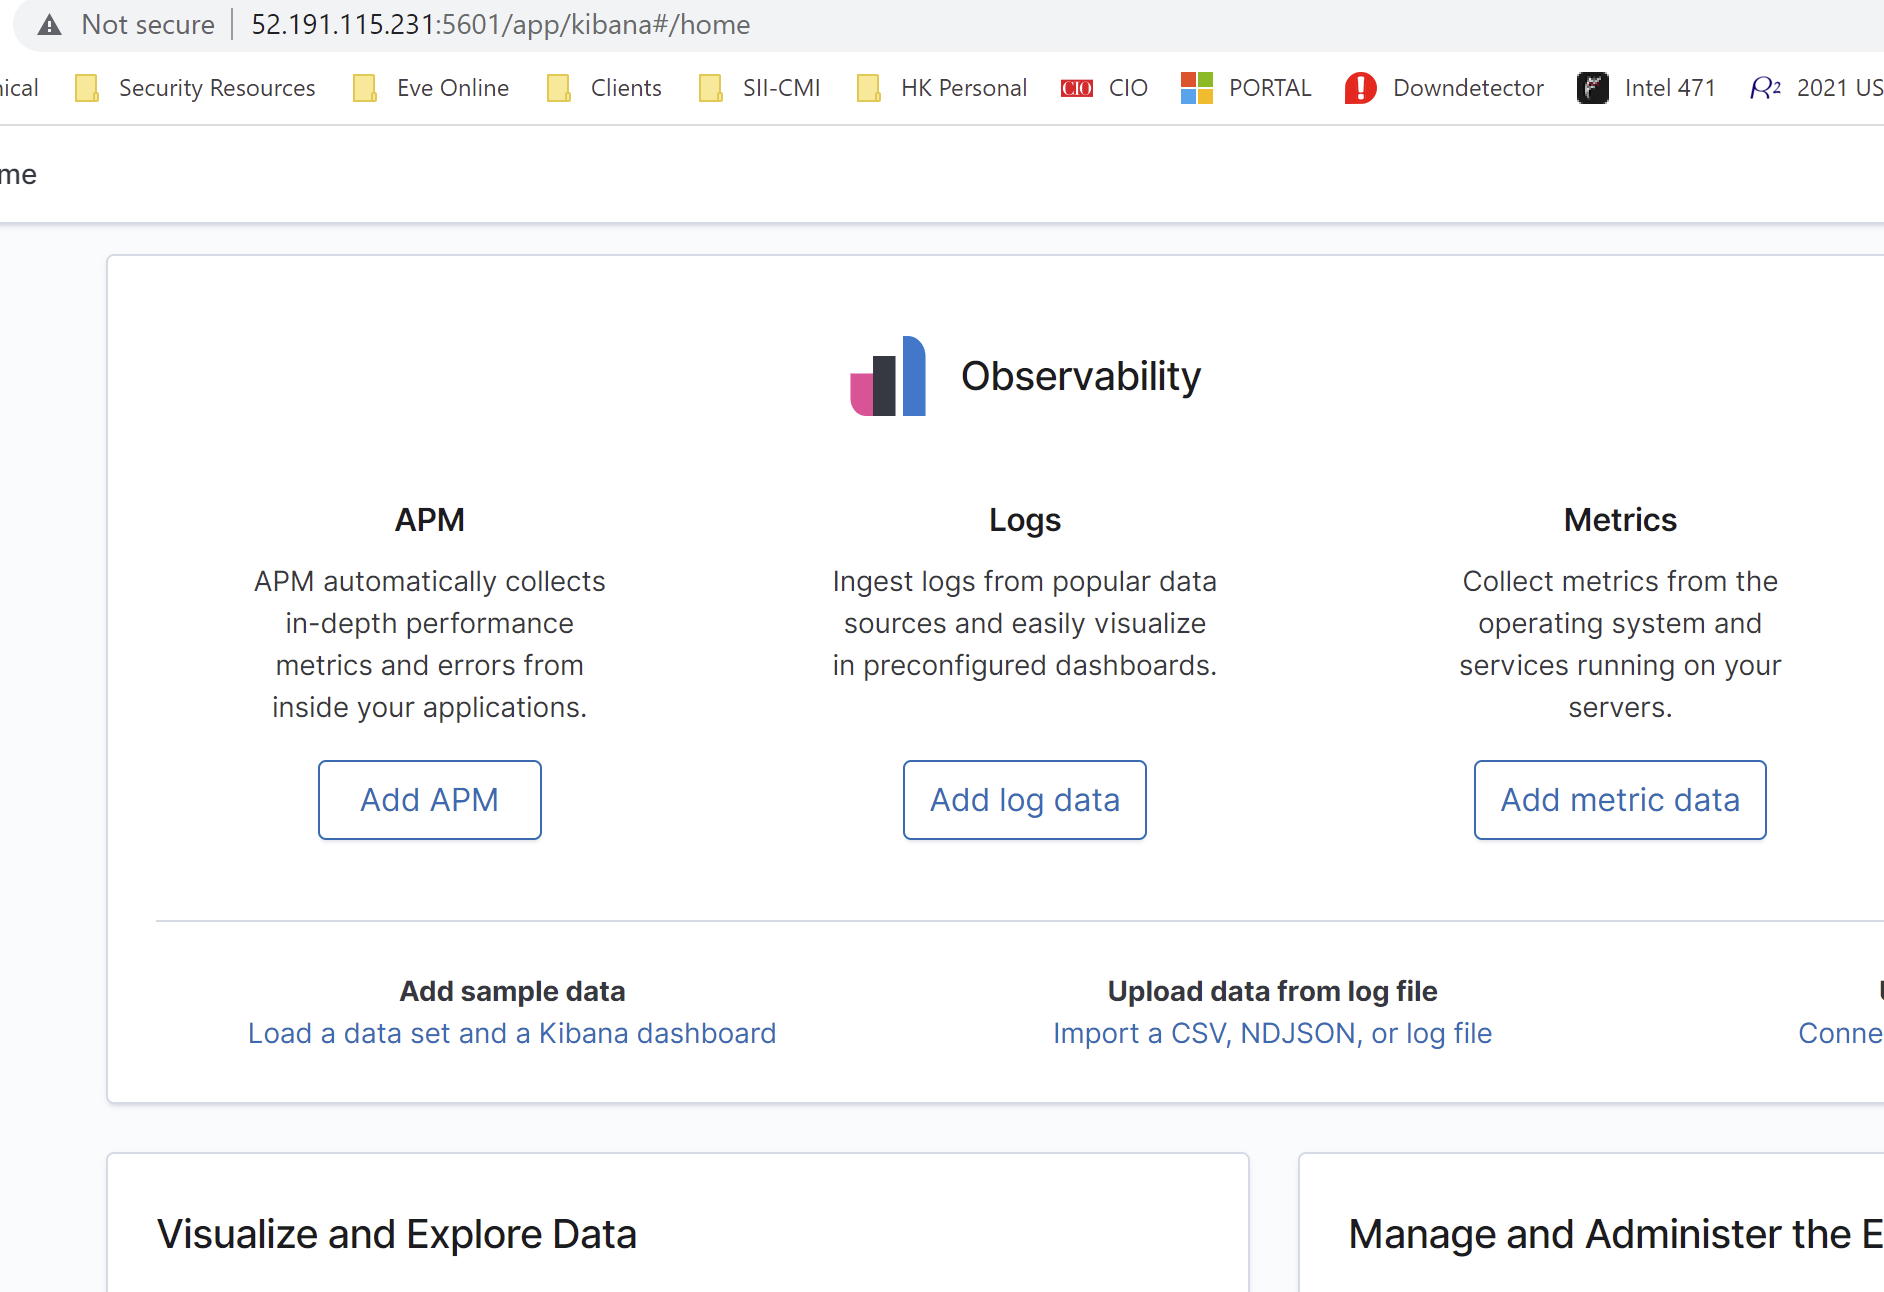 Not secure | 52.191.115.231:5601/app/kibana#/home
ical Security Resources Eve Online Clients SII-CMI HK Personal CIO CIO PORTAL Downdetector Intel 471 R2 2021 US
me
Observability
APM
APM automatically collects
in-depth performance
metrics and errors from
inside your applications.
Add APM
Logs
Ingest logs from popular data
sources and easily visualize
in preconfigured dashboards.
Add log data
Metrics
Collect metrics from the
operating system and
services running on your
servers.
Add metric data
Add sample data
Load a data set and a Kibana dashboard
Upload data from log file
Import a CSV, NDJSON, or log file
Conne
Visualize and Explore Data
Manage and Administer the E